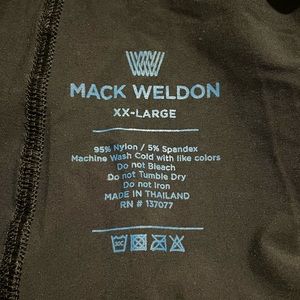 MACK WELDON
XX-LARGE
95% Nylon / 5% Spandex
Machine Wash Cold with like colors
Do not Bleach
Do not Tumble Dry
Do not Iron
MADE IN THAILAND
RN # 137077
30C